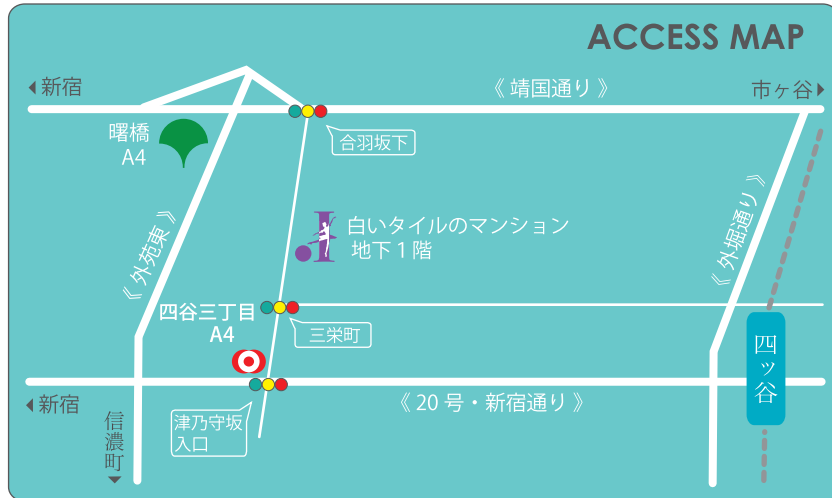 ACCESS MAP
新宿
《 靖国通り 》
市ヶ谷
曙橋
A4
合羽坂下
白いタイルのマンション
地下1階
《 外苑東 》
《 外堀通り 》
四谷三丁目
A4
三栄町
四ッ谷
新宿
《 20号・新宿通り 》
津乃守坂
入口
信濃町